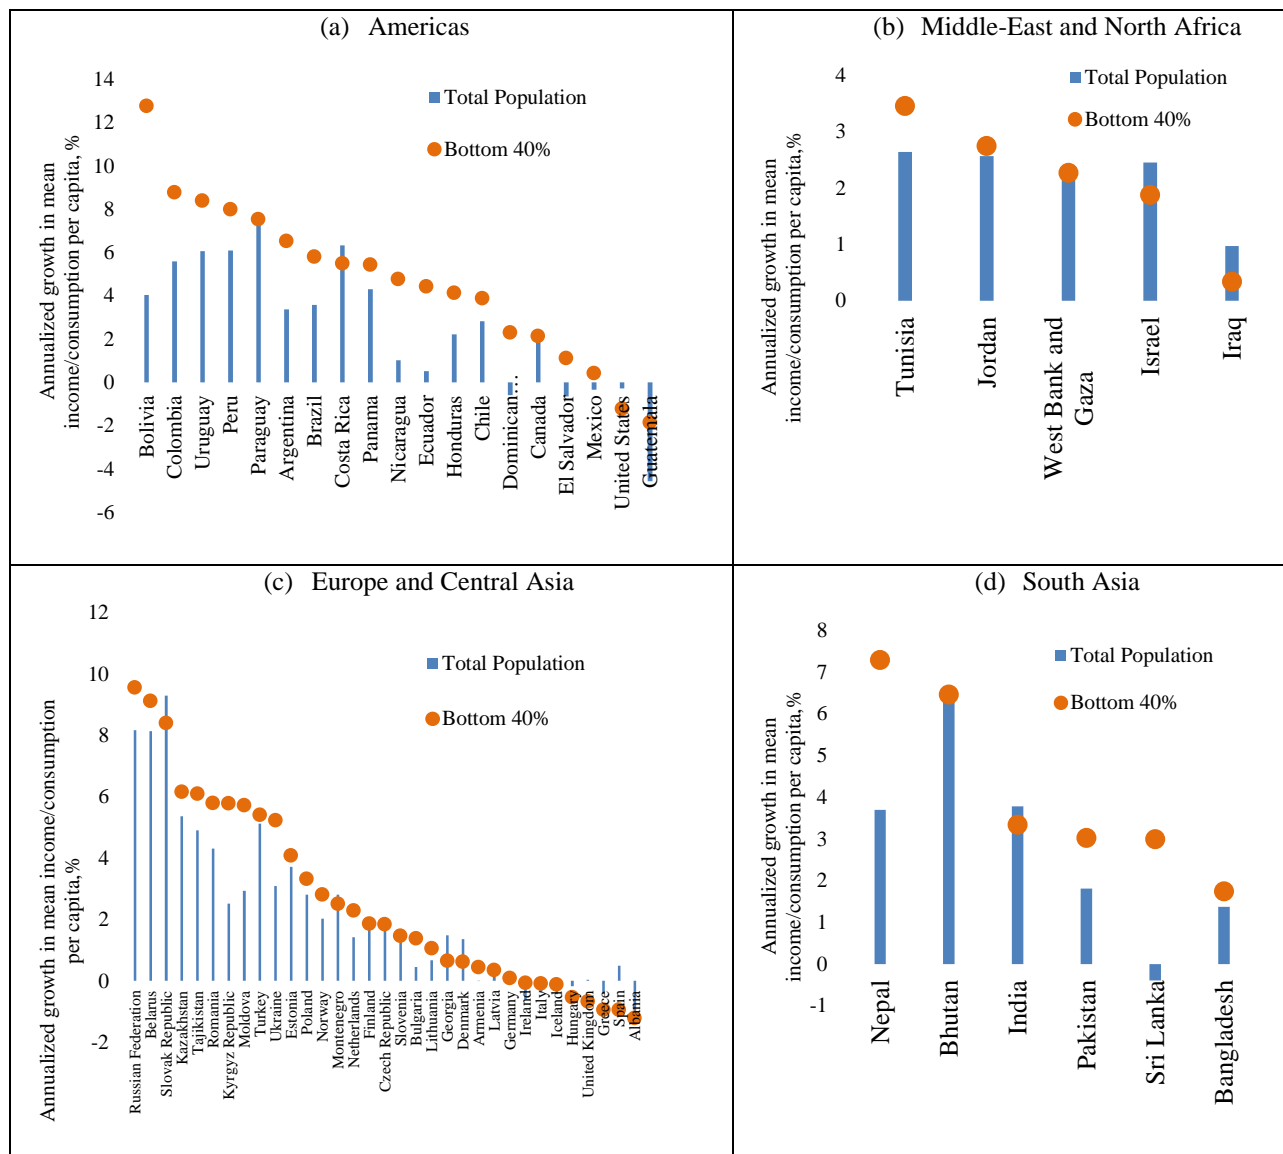 (a) Americas
Annualized growth in mean
income/consumption per capita, %
14
12
10
8
6
4
2
0
-2
-4
-6
Total Population
Bottom 40%
Bolivia
Colombia
Uruguay
Peru
Paraguay
Argentina
Brazil
Costa Rica
Panama
Nicaragua
Ecuador
Honduras
Chile
Dominican…
Canada
El Salvador
Mexico
United States
Guatemala
(b) Middle-East and North Africa
Annualized growth in mean
income/consumption per capita,%
4
3
2
1
0
Total Population
Bottom 40%
Tunisia
Jordan
West Bank and
Gaza
Israel
Iraq
(c) Europe and Central Asia
Annualized growth in mean income/consumption
per capita,%
12
10
8
6
4
2
0
-2
Total Population
Bottom 40%
Russian Federation
Belarus
Slovak Republic
Kazakhstan
Tajikistan
Romania
Kyrgyz Republic
Moldova
Turkey
Ukraine
Estonia
Poland
Norway
Montenegro
Netherlands
Finland
Czech Republic
Slovenia
Bulgaria
Lithuania
Georgia
Denmark
Armenia
Latvia
Germany
Ireland
Italy
Iceland
Hungary
United Kingdom
Greece
Spain
Albania
(d) South Asia
Annualized growth in mean
income/consumption per capita,%
8
7
6
5
4
3
2
1
0
-1
Total Population
Bottom 40%
Nepal
Bhutan
India
Pakistan
Sri Lanka
Bangladesh